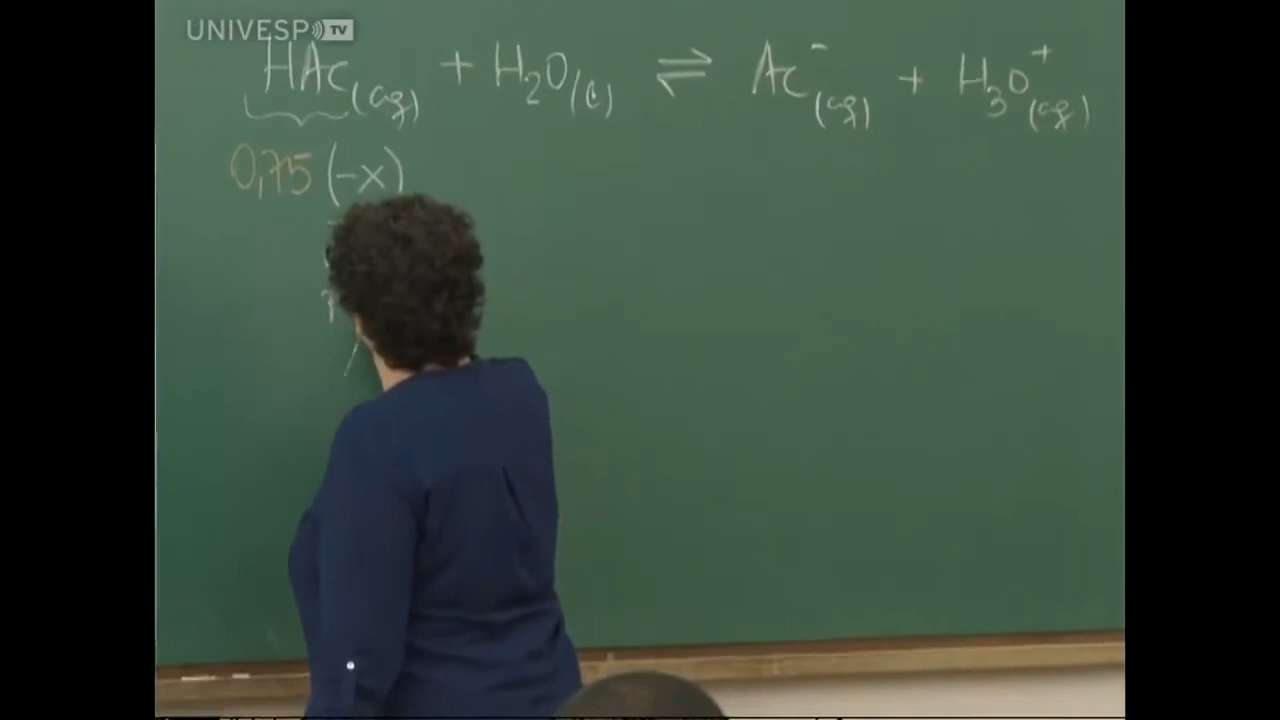 UNIVESP TV
HAc(aq) + H₂O(l) ⇌ Ac⁻(aq) + H₃O⁺(aq)
0,75 (-x)